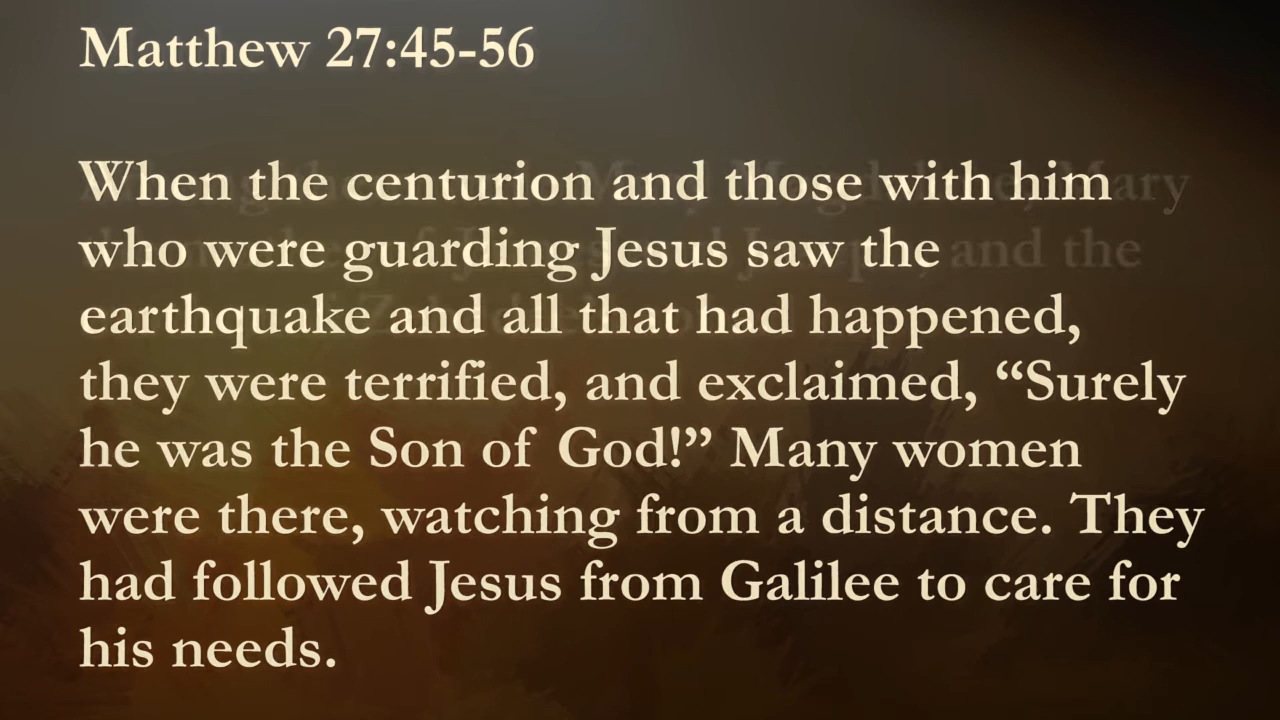 Matthew 27:45-56
When the centurion and those with him
who were guarding Jesus saw the
earthquake and all that had happened,
they were terrified, and exclaimed, “Surely
he was the Son of God!” Many women
were there, watching from a distance. They
had followed Jesus from Galilee to care for
his needs.